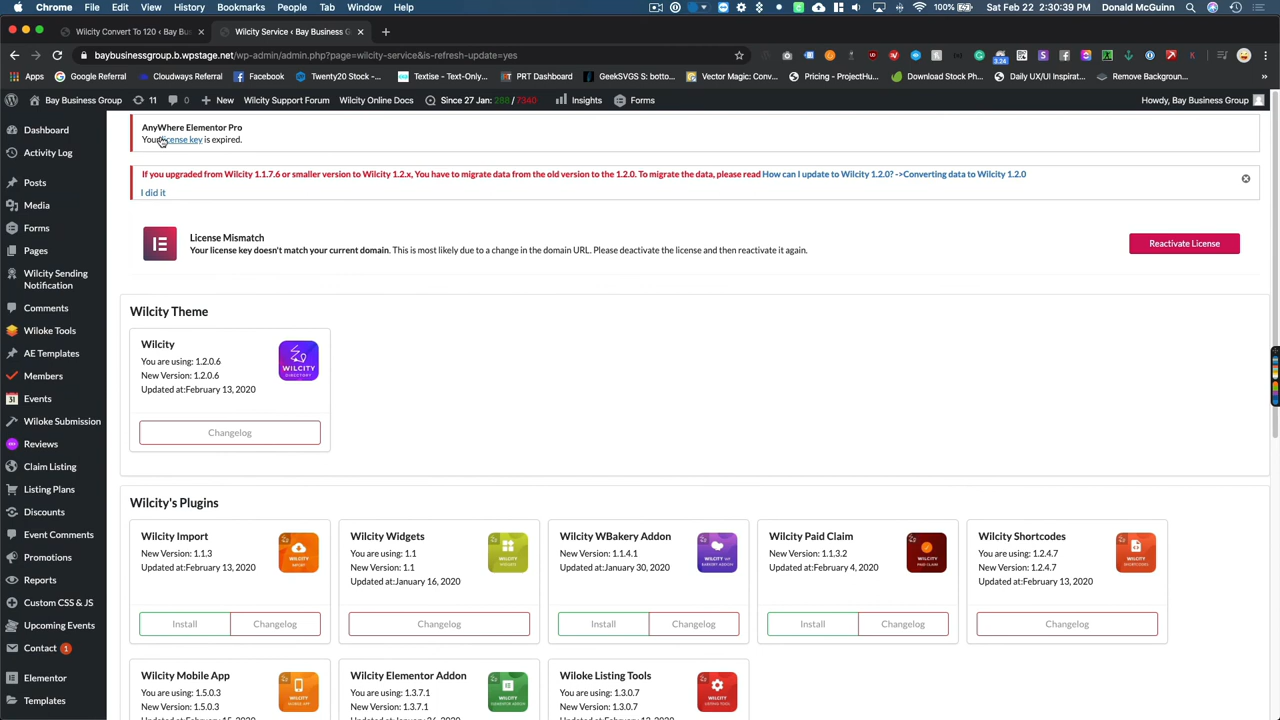 Chrome File Edit View History Bookmarks People Tab Window Help
100% Sat Feb 22 2:30:39 PM Donald McGuinn
Wilcity Convert To 120 ‹ Bay Bu Wilcity Service ‹ Bay Business G
baybusinessgroup.b.wpstage.net/wp-admin/admin.php?page=wilcity-service&is-refresh-update=yes
3.24
Apps Google Referral Cloudways Referral Facebook Twenty20 Stock -... Textise - Text-Only... PRT Dashboard GeekSVGS S: botto... Vector Magic: Conv... Pricing - ProjectHu... Download Stock Ph... Daily UX/UI Inspirat... Remove Backgroun... »
Bay Business Group 11 0 New Wilcity Support Forum Wilcity Online Docs Since 27 Jan: 288 / 7340 Insights Forms Howdy, Bay Business Group
Dashboard
Activity Log
Posts
Media
Forms
Pages
Wilcity Sending
Notification
Comments
Wiloke Tools
AE Templates
Members
31 Events
Wiloke Submission
Reviews
Claim Listing
Listing Plans
Discounts
Event Comments
Promotions
Reports
Custom CSS & JS
Upcoming Events
Contact 1
Elementor
Templates
AnyWhere Elementor Pro
Your license key is expired.
If you upgraded from Wilcity 1.1.7.6 or smaller version to Wilcity 1.2.x, You have to migrate data from the old version to the 1.2.0. To migrate the data, please read How can I update to Wilcity 1.2.0? ->Converting data to Wilcity 1.2.0
I did it
License Mismatch
Your license key doesn't match your current domain. This is most likely due to a change in the domain URL. Please deactivate the license and then reactivate it again.
Reactivate License
Wilcity Theme
Wilcity
You are using: 1.2.0.6
New Version: 1.2.0.6
Updated at:February 13, 2020
WILCITY
DIRECTORY
Changelog
Wilcity's Plugins
Wilcity Import
New Version: 1.1.3
Updated at:February 13, 2020
Install Changelog
Wilcity Widgets
You are using: 1.1
New Version: 1.1
Updated at:January 16, 2020
Changelog
Wilcity WBakery Addon
New Version: 1.1.4.1
Updated at:January 30, 2020
Install Changelog
Wilcity Paid Claim
New Version: 1.1.3.2
Updated at:February 4, 2020
Install Changelog
Wilcity Shortcodes
You are using: 1.2.4.7
New Version: 1.2.4.7
Updated at:February 13, 2020
Changelog
Wilcity Mobile App
You are using: 1.5.0.3
New Version: 1.5.0.3
Updated at:February 15, 2020
Wilcity Elementor Addon
You are using: 1.3.7.1
New Version: 1.3.7.1
Wiloke Listing Tools
You are using: 1.3.0.7
New Version: 1.3.0.7